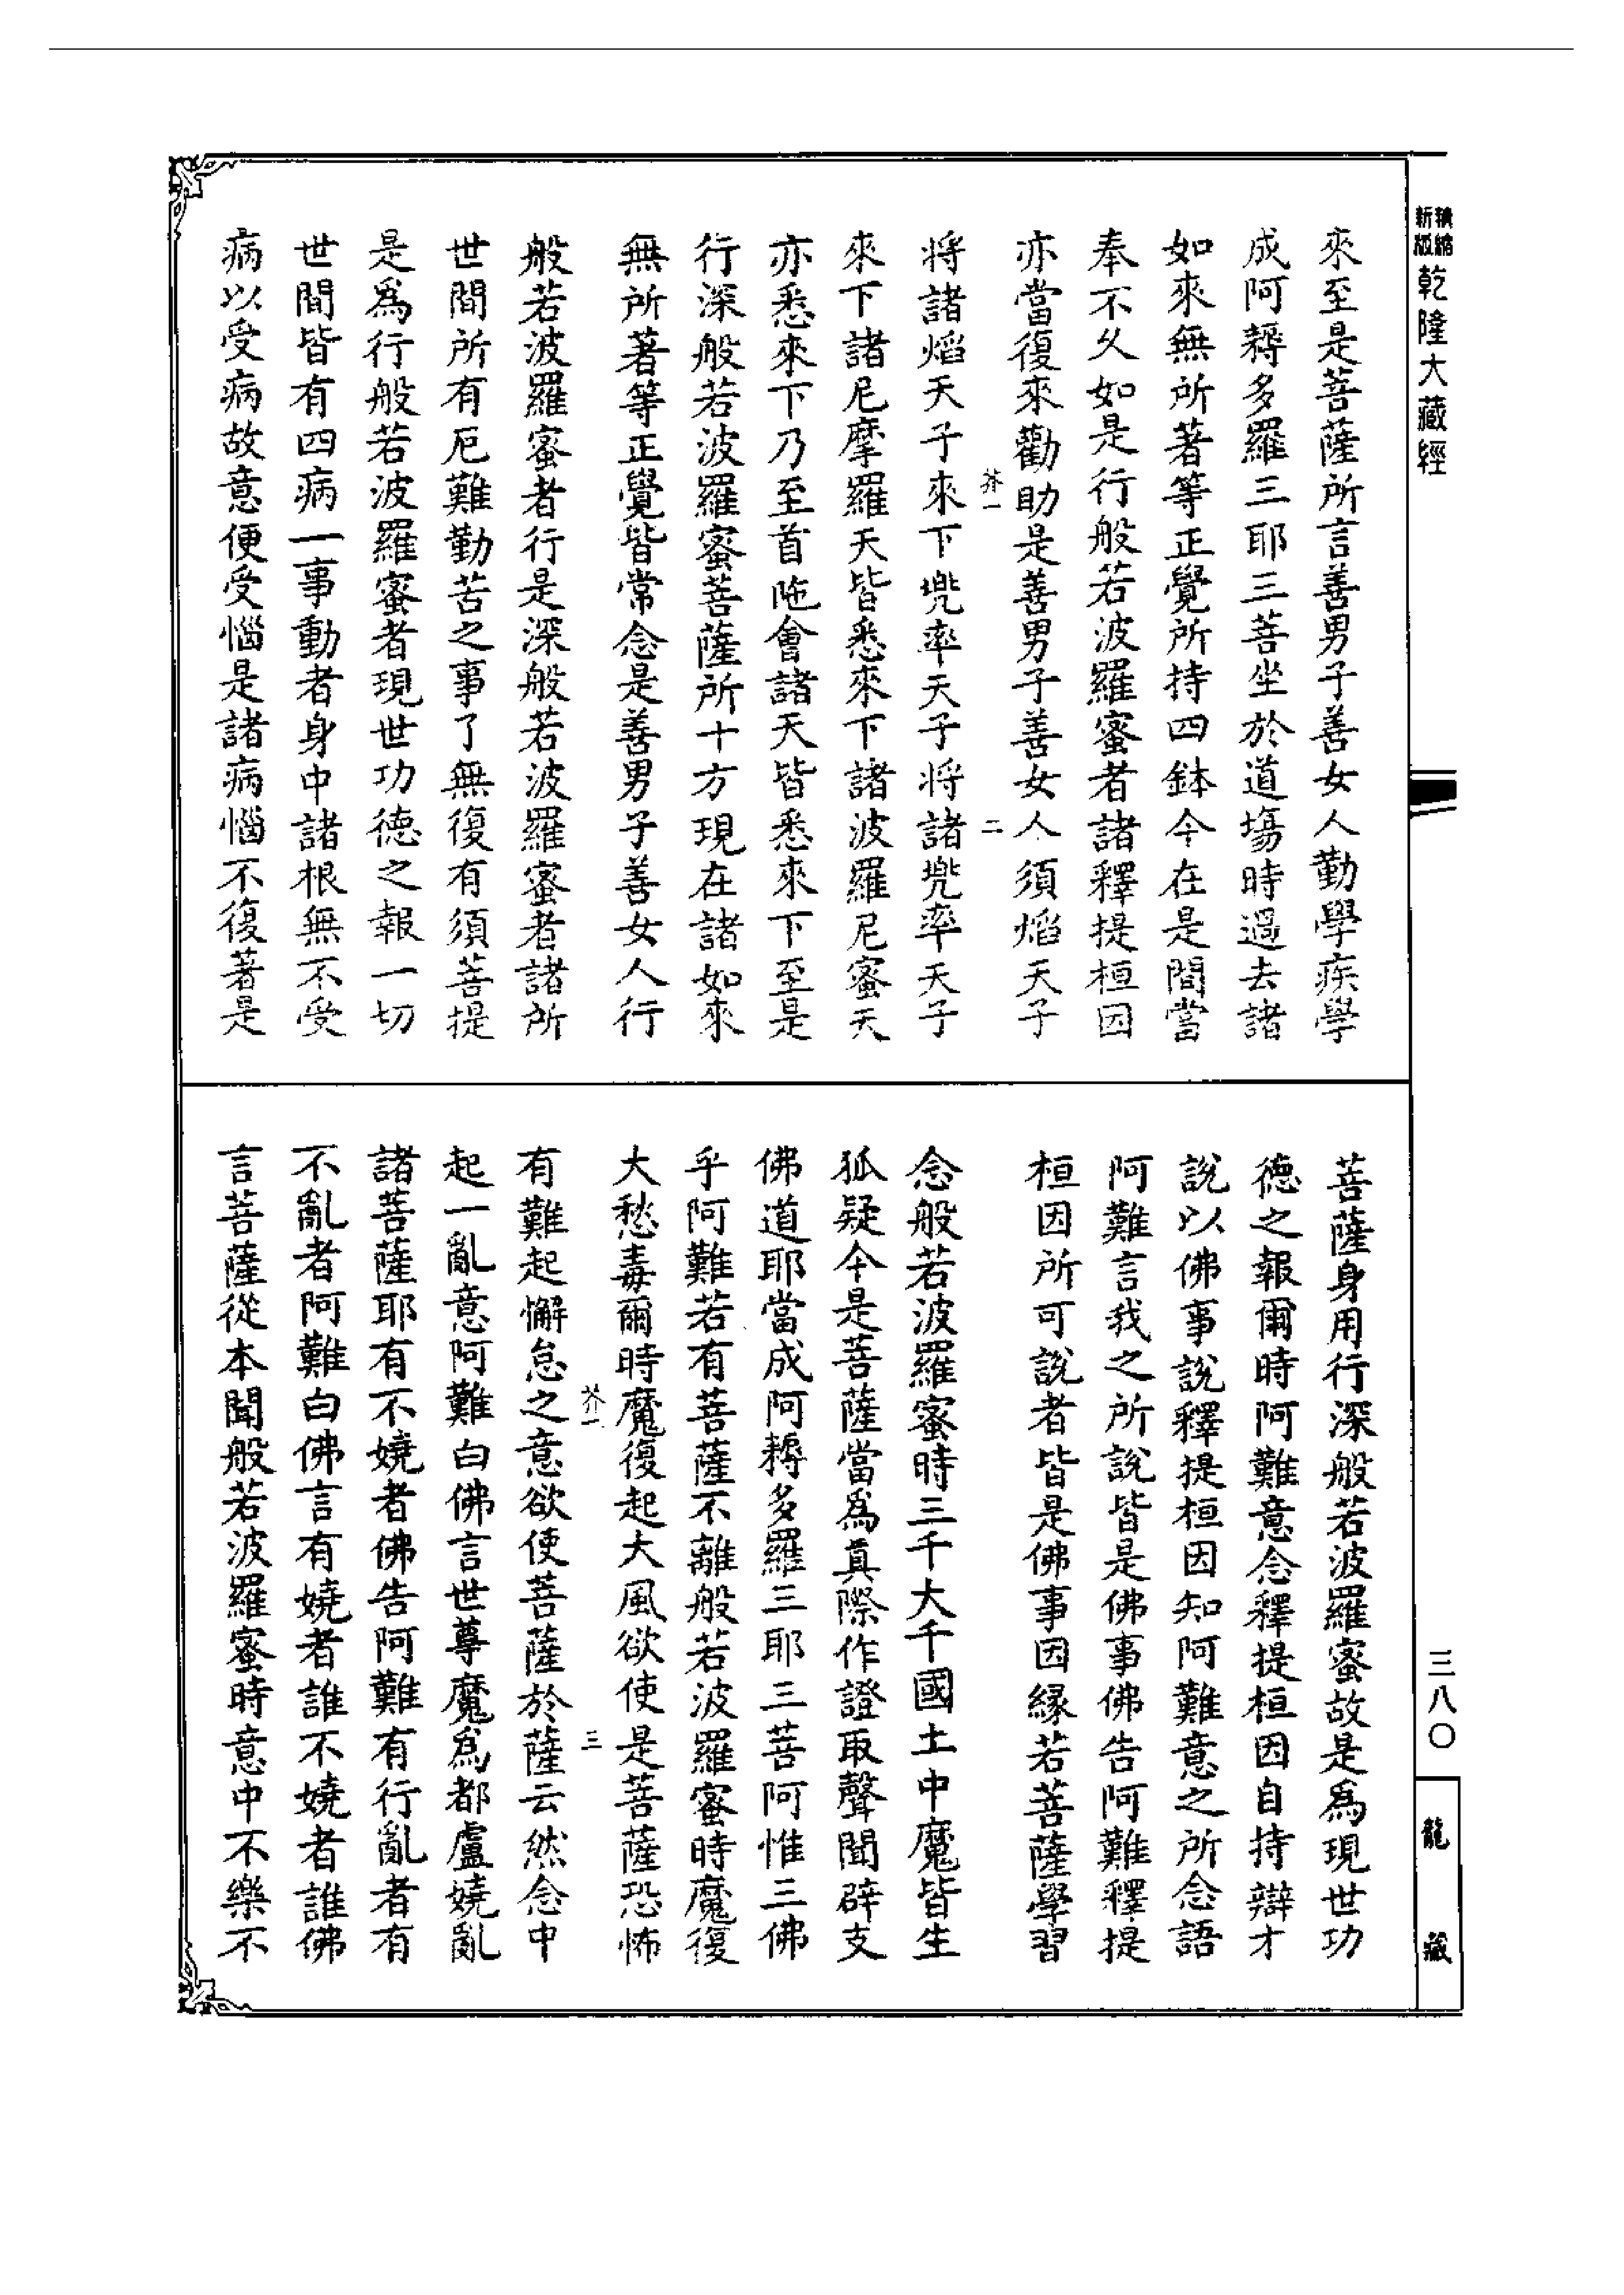 新版精縮乾隆大藏經
來至是菩薩所言善男子善女人勤學疾學
成阿耨多羅三耶三菩坐於道場時過去諸
如來無所著等正覺所持四鉢今在是間當
奉不久如是行般若波羅蜜者諸釋提桓因
亦當復來勸助是善男子善女人須焰天子
芥一 二
將諸焰天子來下兜率天子將諸兜率天子
來下諸尼摩羅天皆悉來下諸波羅尼蜜天
亦悉來下乃至首陁會諸天皆悉來下至是
行深般若波羅蜜菩薩所十方現在諸如來
無所著等正覺皆常念是善男子善女人行
般若波羅蜜者行是深般若波羅蜜者諸所
世間所有厄難勤苦之事了無復有須菩提
是爲行般若波羅蜜者現世功德之報一切
世間皆有四病一事動者身中諸根無不受
病以受病故意便受惱是諸病惱不復著是
菩薩身用行深般若波羅蜜故是爲現世功
德之報爾時阿難意念釋提桓因自持辯才
說以佛事說釋提桓因知阿難意之所念語
阿難言我之所說皆是佛事佛告阿難釋提
桓因所可說者皆是佛事因緣若菩薩學習
念般若波羅蜜時三千大千國土中魔皆生
狐疑今是菩薩當爲真際作證取聲聞辟支
佛道耶當成阿耨多羅三耶三菩阿惟三佛
乎阿難若有菩薩不離般若波羅蜜時魔復
大愁毒爾時魔復起大風欲使是菩薩恐怖
芥一 三
有難起懈怠之意欲使菩薩於薩云然念中
起一亂意阿難白佛言世尊魔爲都盧嬈亂
諸菩薩耶有不嬈者佛告阿難有行亂者有
不亂者阿難白佛言有嬈者誰不嬈者誰佛
言菩薩從本聞般若波羅蜜時意中不樂不
三八〇
龍藏